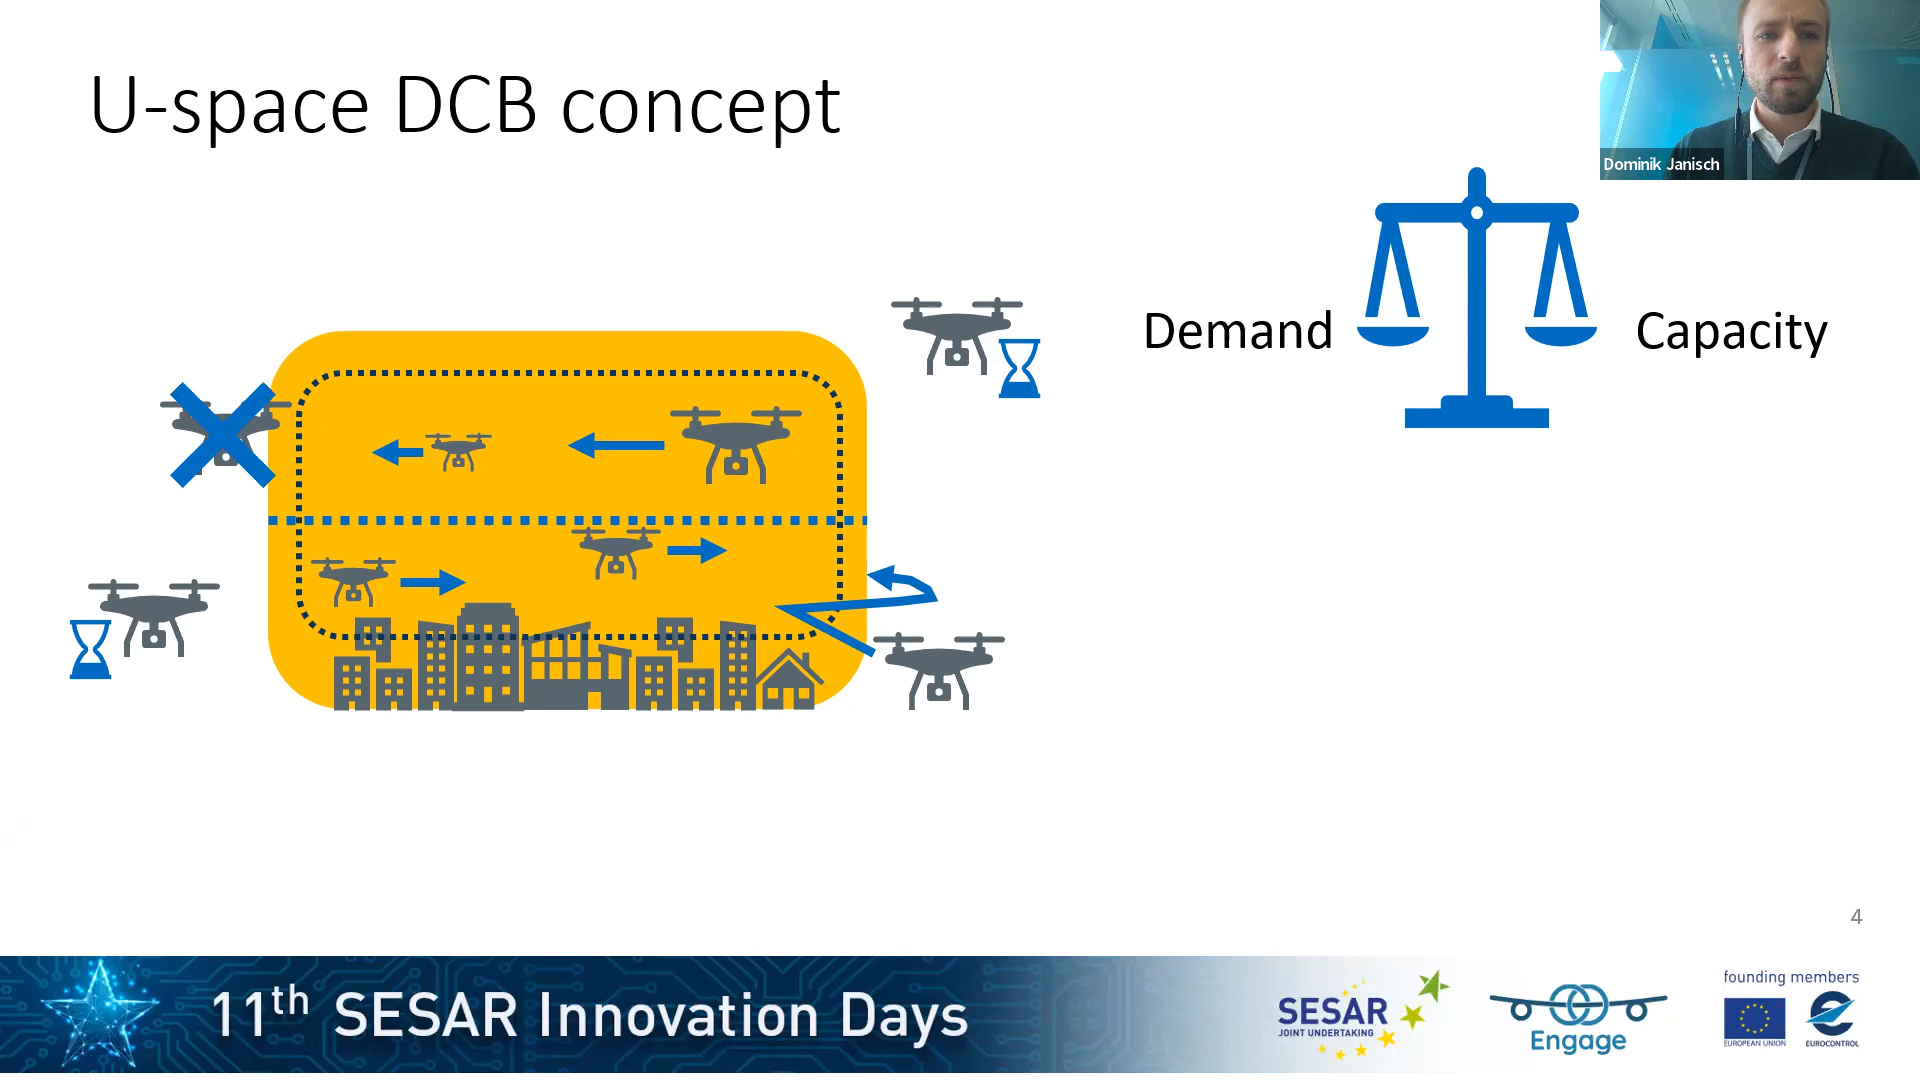 U-space DCB concept
Dominik Janisch
Demand
Capacity
4
11th SESAR Innovation Days
SESAR
JOINT UNDERTAKING
Engage
founding members
EUROPEAN UNION
EUROCONTROL